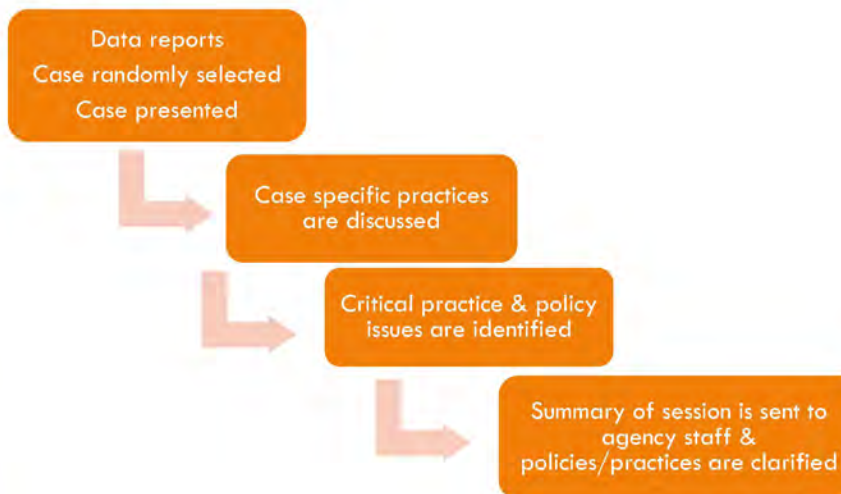 Data reports
Case randomly selected
Case presented
Case specific practices
are discussed
Critical practice & policy
issues are identified
Summary of session is sent to
agency staff &
policies/practices are clarified